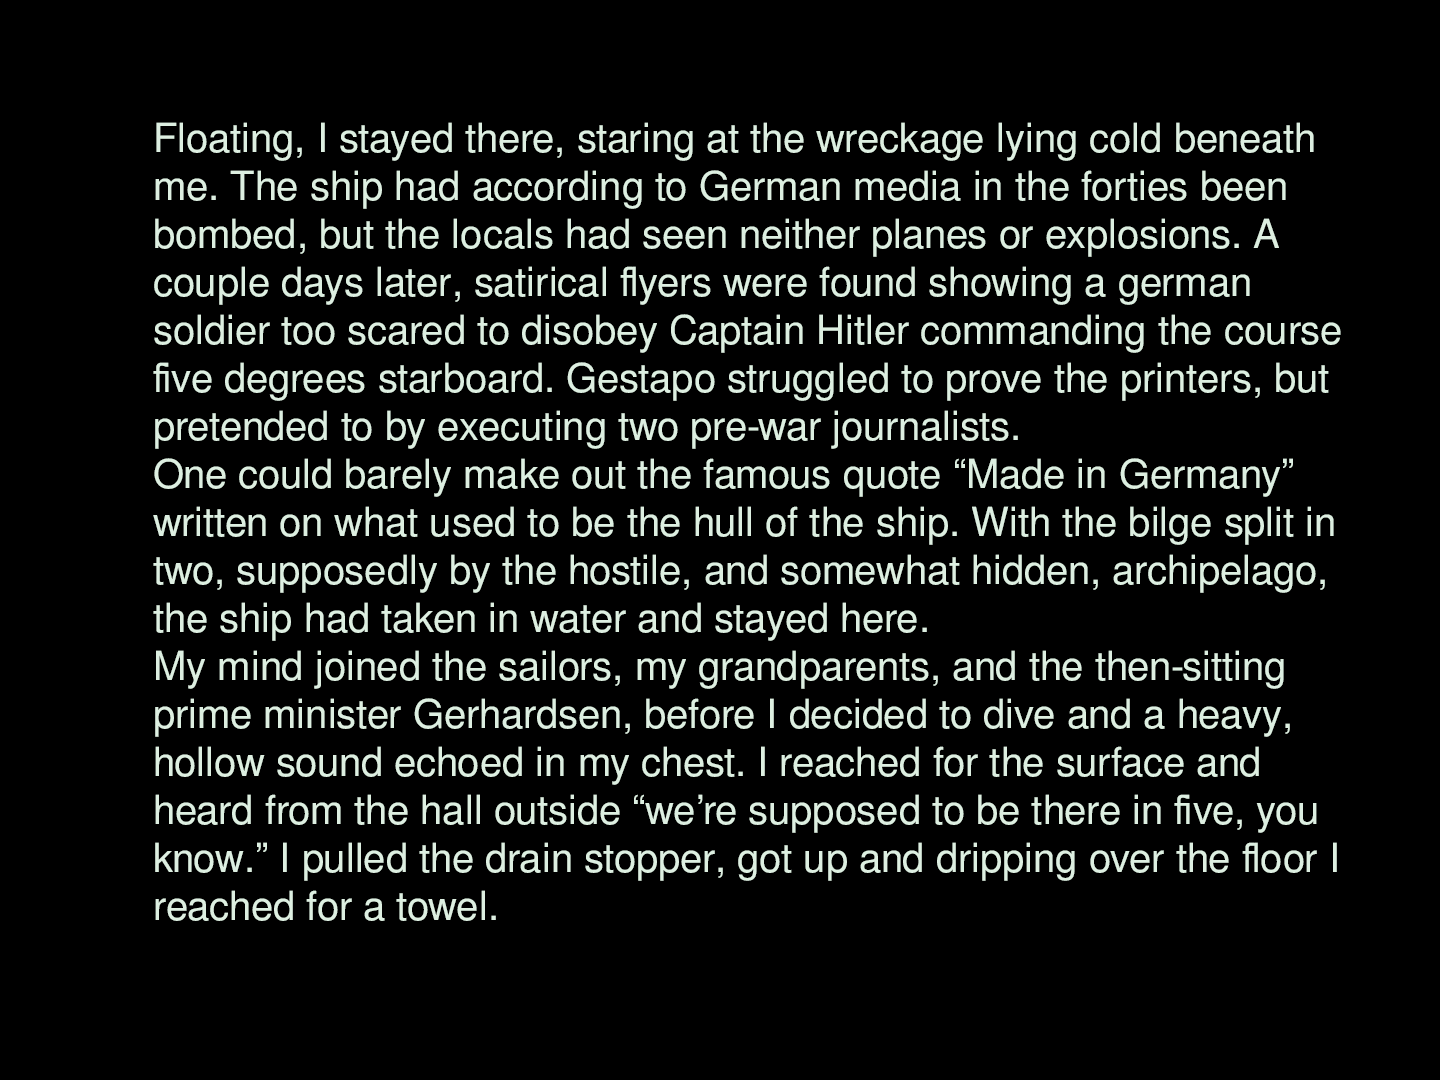 Floating, I stayed there, staring at the wreckage lying cold beneath
me. The ship had according to German media in the forties been
bombed, but the locals had seen neither planes or explosions. A
couple days later, satirical flyers were found showing a german
soldier too scared to disobey Captain Hitler commanding the course
five degrees starboard. Gestapo struggled to prove the printers, but
pretended to by executing two pre-war journalists.
One could barely make out the famous quote “Made in Germany”
written on what used to be the hull of the ship. With the bilge split in
two, supposedly by the hostile, and somewhat hidden, archipelago,
the ship had taken in water and stayed here.
My mind joined the sailors, my grandparents, and the then-sitting
prime minister Gerhardsen, before I decided to dive and a heavy,
hollow sound echoed in my chest. I reached for the surface and
heard from the hall outside “we’re supposed to be there in five, you
know.” I pulled the drain stopper, got up and dripping over the floor I
reached for a towel.